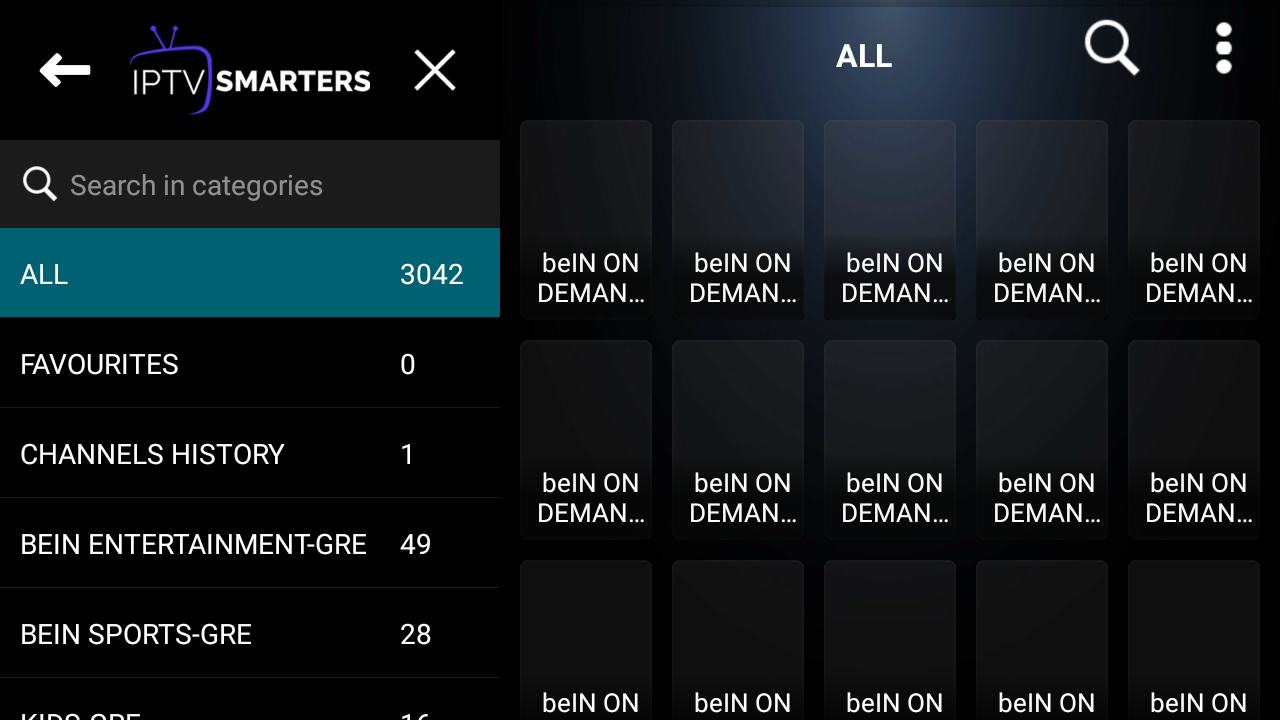 IPTV SMARTERS
ALL
Search in categories
ALL 3042
FAVOURITES 0
CHANNELS HISTORY 1
BEIN ENTERTAINMENT-GRE 49
BEIN SPORTS-GRE 28
KIDS-GRE 16
beIN ON beIN ON beIN ON beIN ON beIN ON
DEMAN... DEMAN... DEMAN... DEMAN... DEMAN...
beIN ON beIN ON beIN ON beIN ON beIN ON
DEMAN... DEMAN... DEMAN... DEMAN... DEMAN...
beIN ON beIN ON beIN ON beIN ON beIN ON